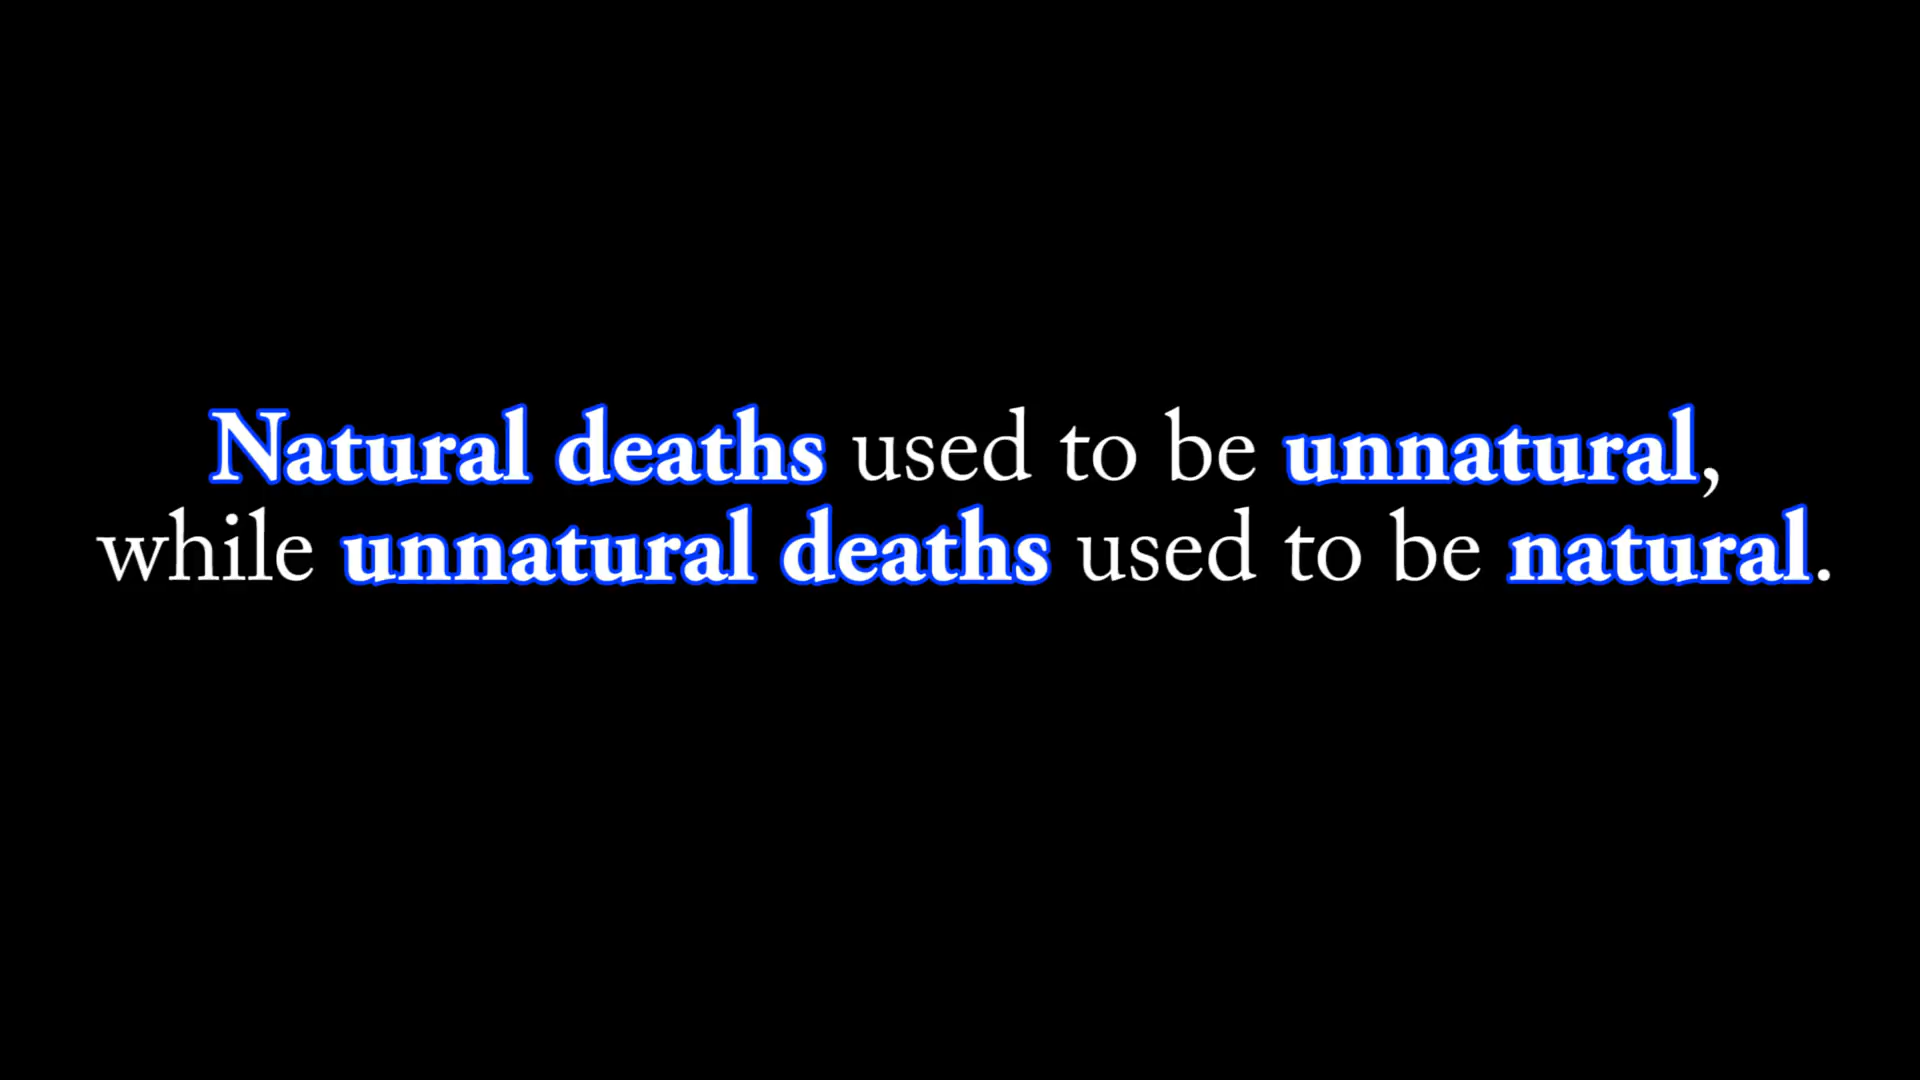 Natural deaths used to be unnatural,
while unnatural deaths used to be natural.